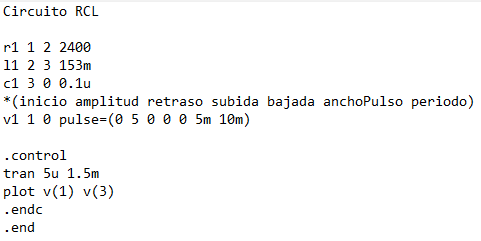 Circuito RCL
r1 1 2 2400
l1 2 3 153m
c1 3 0 0.1u
*(inicio amplitud retraso subida bajada anchoPulso periodo)
v1 1 0 pulse=(0 5 0 0 0 5m 10m)
.control
tran 5u 1.5m
plot v(1) v(3)
.endc
.end